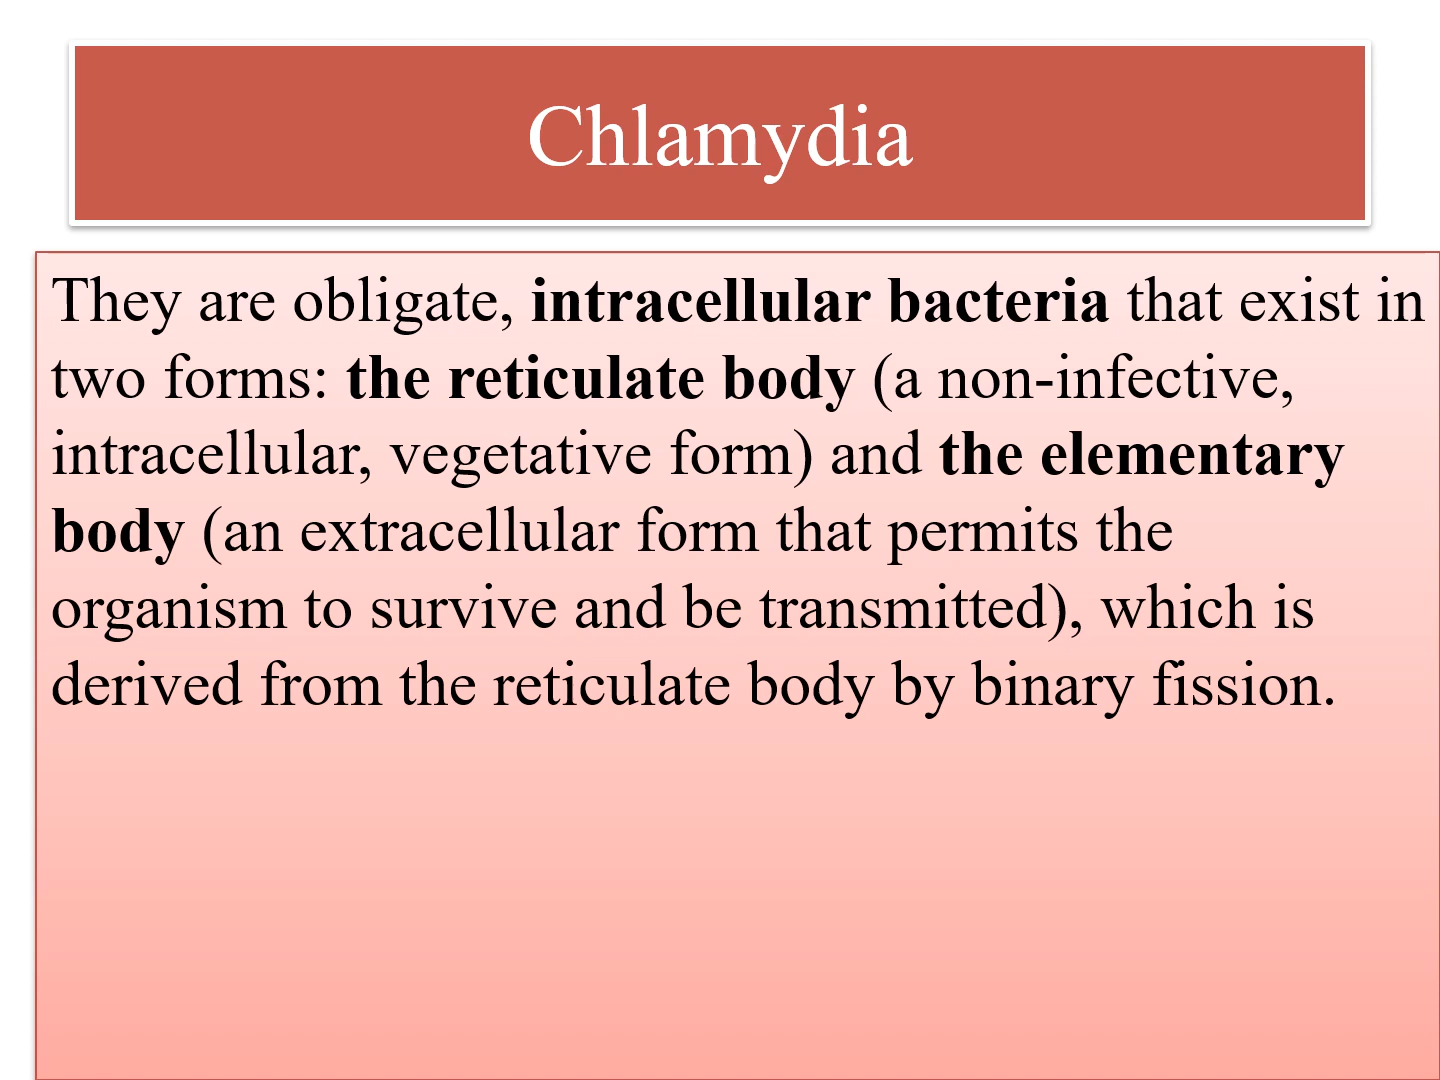 Chlamydia
They are obligate, intracellular bacteria that exist in
two forms: the reticulate body (a non-infective,
intracellular, vegetative form) and the elementary
body (an extracellular form that permits the
organism to survive and be transmitted), which is
derived from the reticulate body by binary fission.